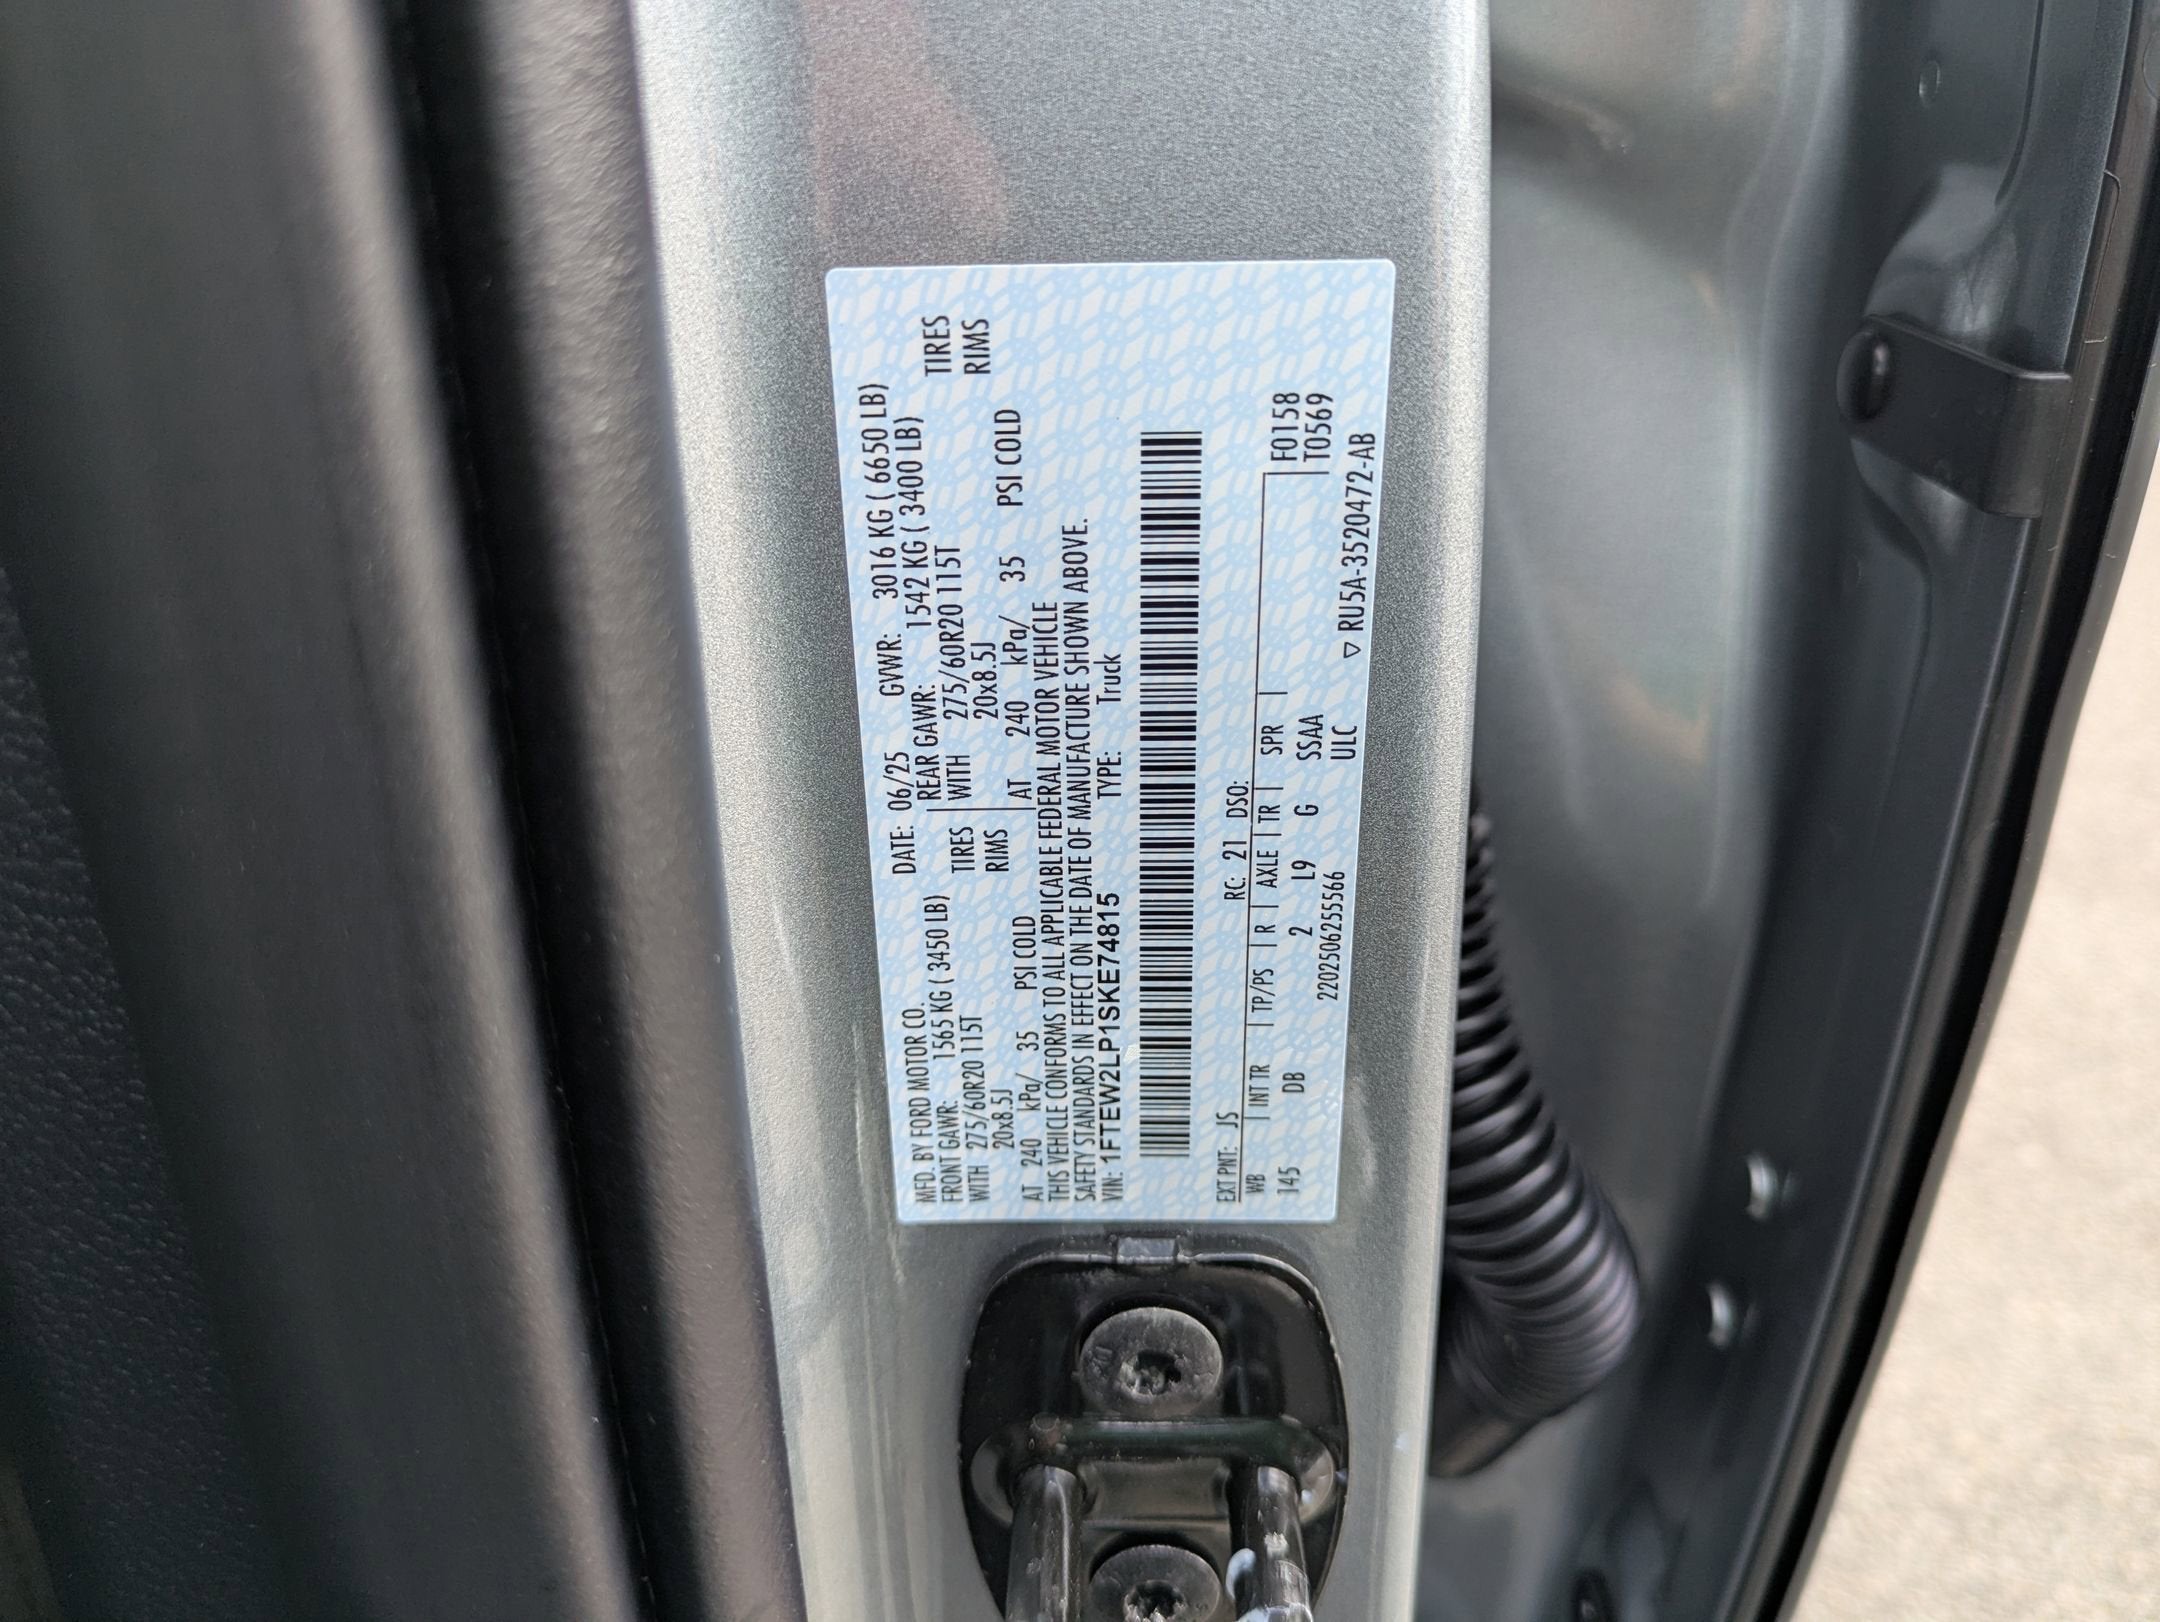 MFD. BY FORD MOTOR CO. DATE: 06/25 GVWR: 3016 KG ( 6650 LB)
FRONT GAWR: 1565 KG ( 3450 LB) REAR GAWR: 1542 KG ( 3400 LB)
WITH 275/60R20 115T TIRES WITH 275/60R20 115T TIRES
20x8.5J RIMS 20x8.5J RIMS
AT 240 kPa/ 35 PSI COLD AT 240 kPa/ 35 PSI COLD
THIS VEHICLE CONFORMS TO ALL APPLICABLE FEDERAL MOTOR VEHICLE
SAFETY STANDARDS IN EFFECT ON THE DATE OF MANUFACTURE SHOWN ABOVE.
VIN: 1FTEW2LP1SKE74815 TYPE: Truck
EXT PNT: JS RC: 21 DSO:
WB | INT TR | TP/PS | R | AXLE | TR | SPR | F0158
145 DB 2 L9 G SSAA T0569
220250625556​6 ULC ▽ RU5A-3520472-AB